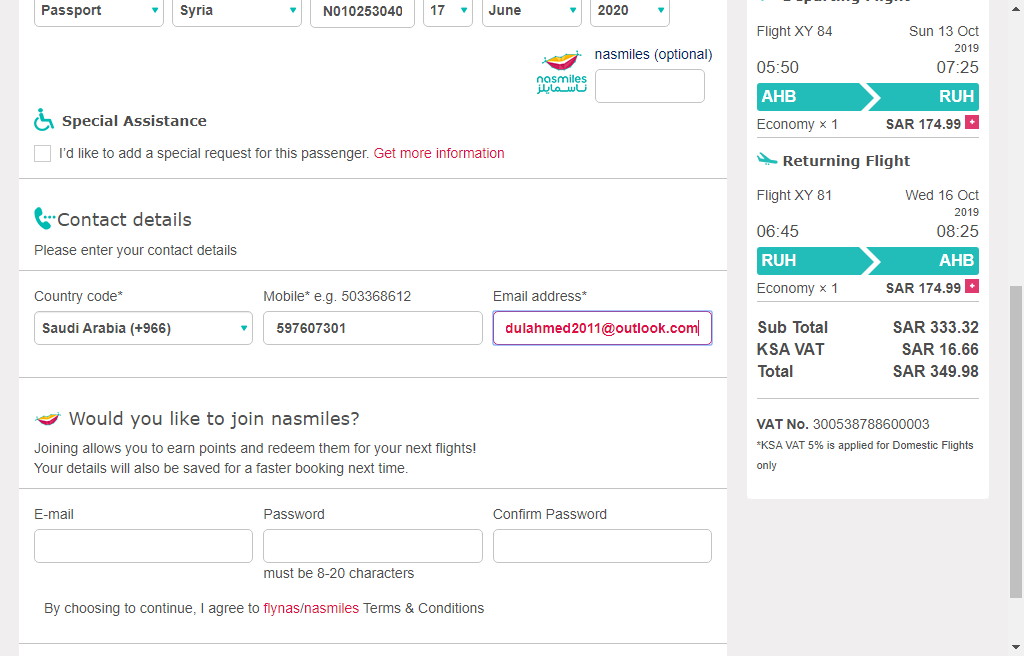 Passport Syria N010253040 17 June 2020
nasmiles (optional)
nasmiles
ناسمايلز
Special Assistance
I'd like to add a special request for this passenger. Get more information
Contact details
Please enter your contact details
Country code* Mobile* e.g. 503368612 Email address*
Saudi Arabia (+966) 597607301 dulahmed2011@outlook.com
Would you like to join nasmiles?
Joining allows you to earn points and redeem them for your next flights!
Your details will also be saved for a faster booking next time.
E-mail Password Confirm Password
must be 8-20 characters
By choosing to continue, I agree to flynas/nasmiles Terms & Conditions
Departing Flight
Flight XY 84 Sun 13 Oct
2019
05:50 07:25
AHB RUH
Economy × 1 SAR 174.99 +
Returning Flight
Flight XY 81 Wed 16 Oct
2019
06:45 08:25
RUH AHB
Economy × 1 SAR 174.99 +
Sub Total SAR 333.32
KSA VAT SAR 16.66
Total SAR 349.98
VAT No. 300538788600003
*KSA VAT 5% is applied for Domestic Flights
only